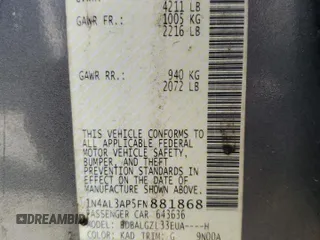 4211 LB
GAWR FR: 1005 KG
2216 LB
GAWR RR: 940 KG
2072 LB
THIS VEHICLE CONFORMS TO ALL
APPLICABLE FEDERAL
MOTOR VEHICLE SAFETY,
BUMPER, AND THEFT
PREVENTION STANDARDS IN
EFFECT ON THE DATE OF
MANUFACTURE SHOWN ABOVE.
1N4AL3AP5FN881868
PASSENGER CAR 643636
BDBALGZL33EUA----H
COLOR: KAD TRIM: G